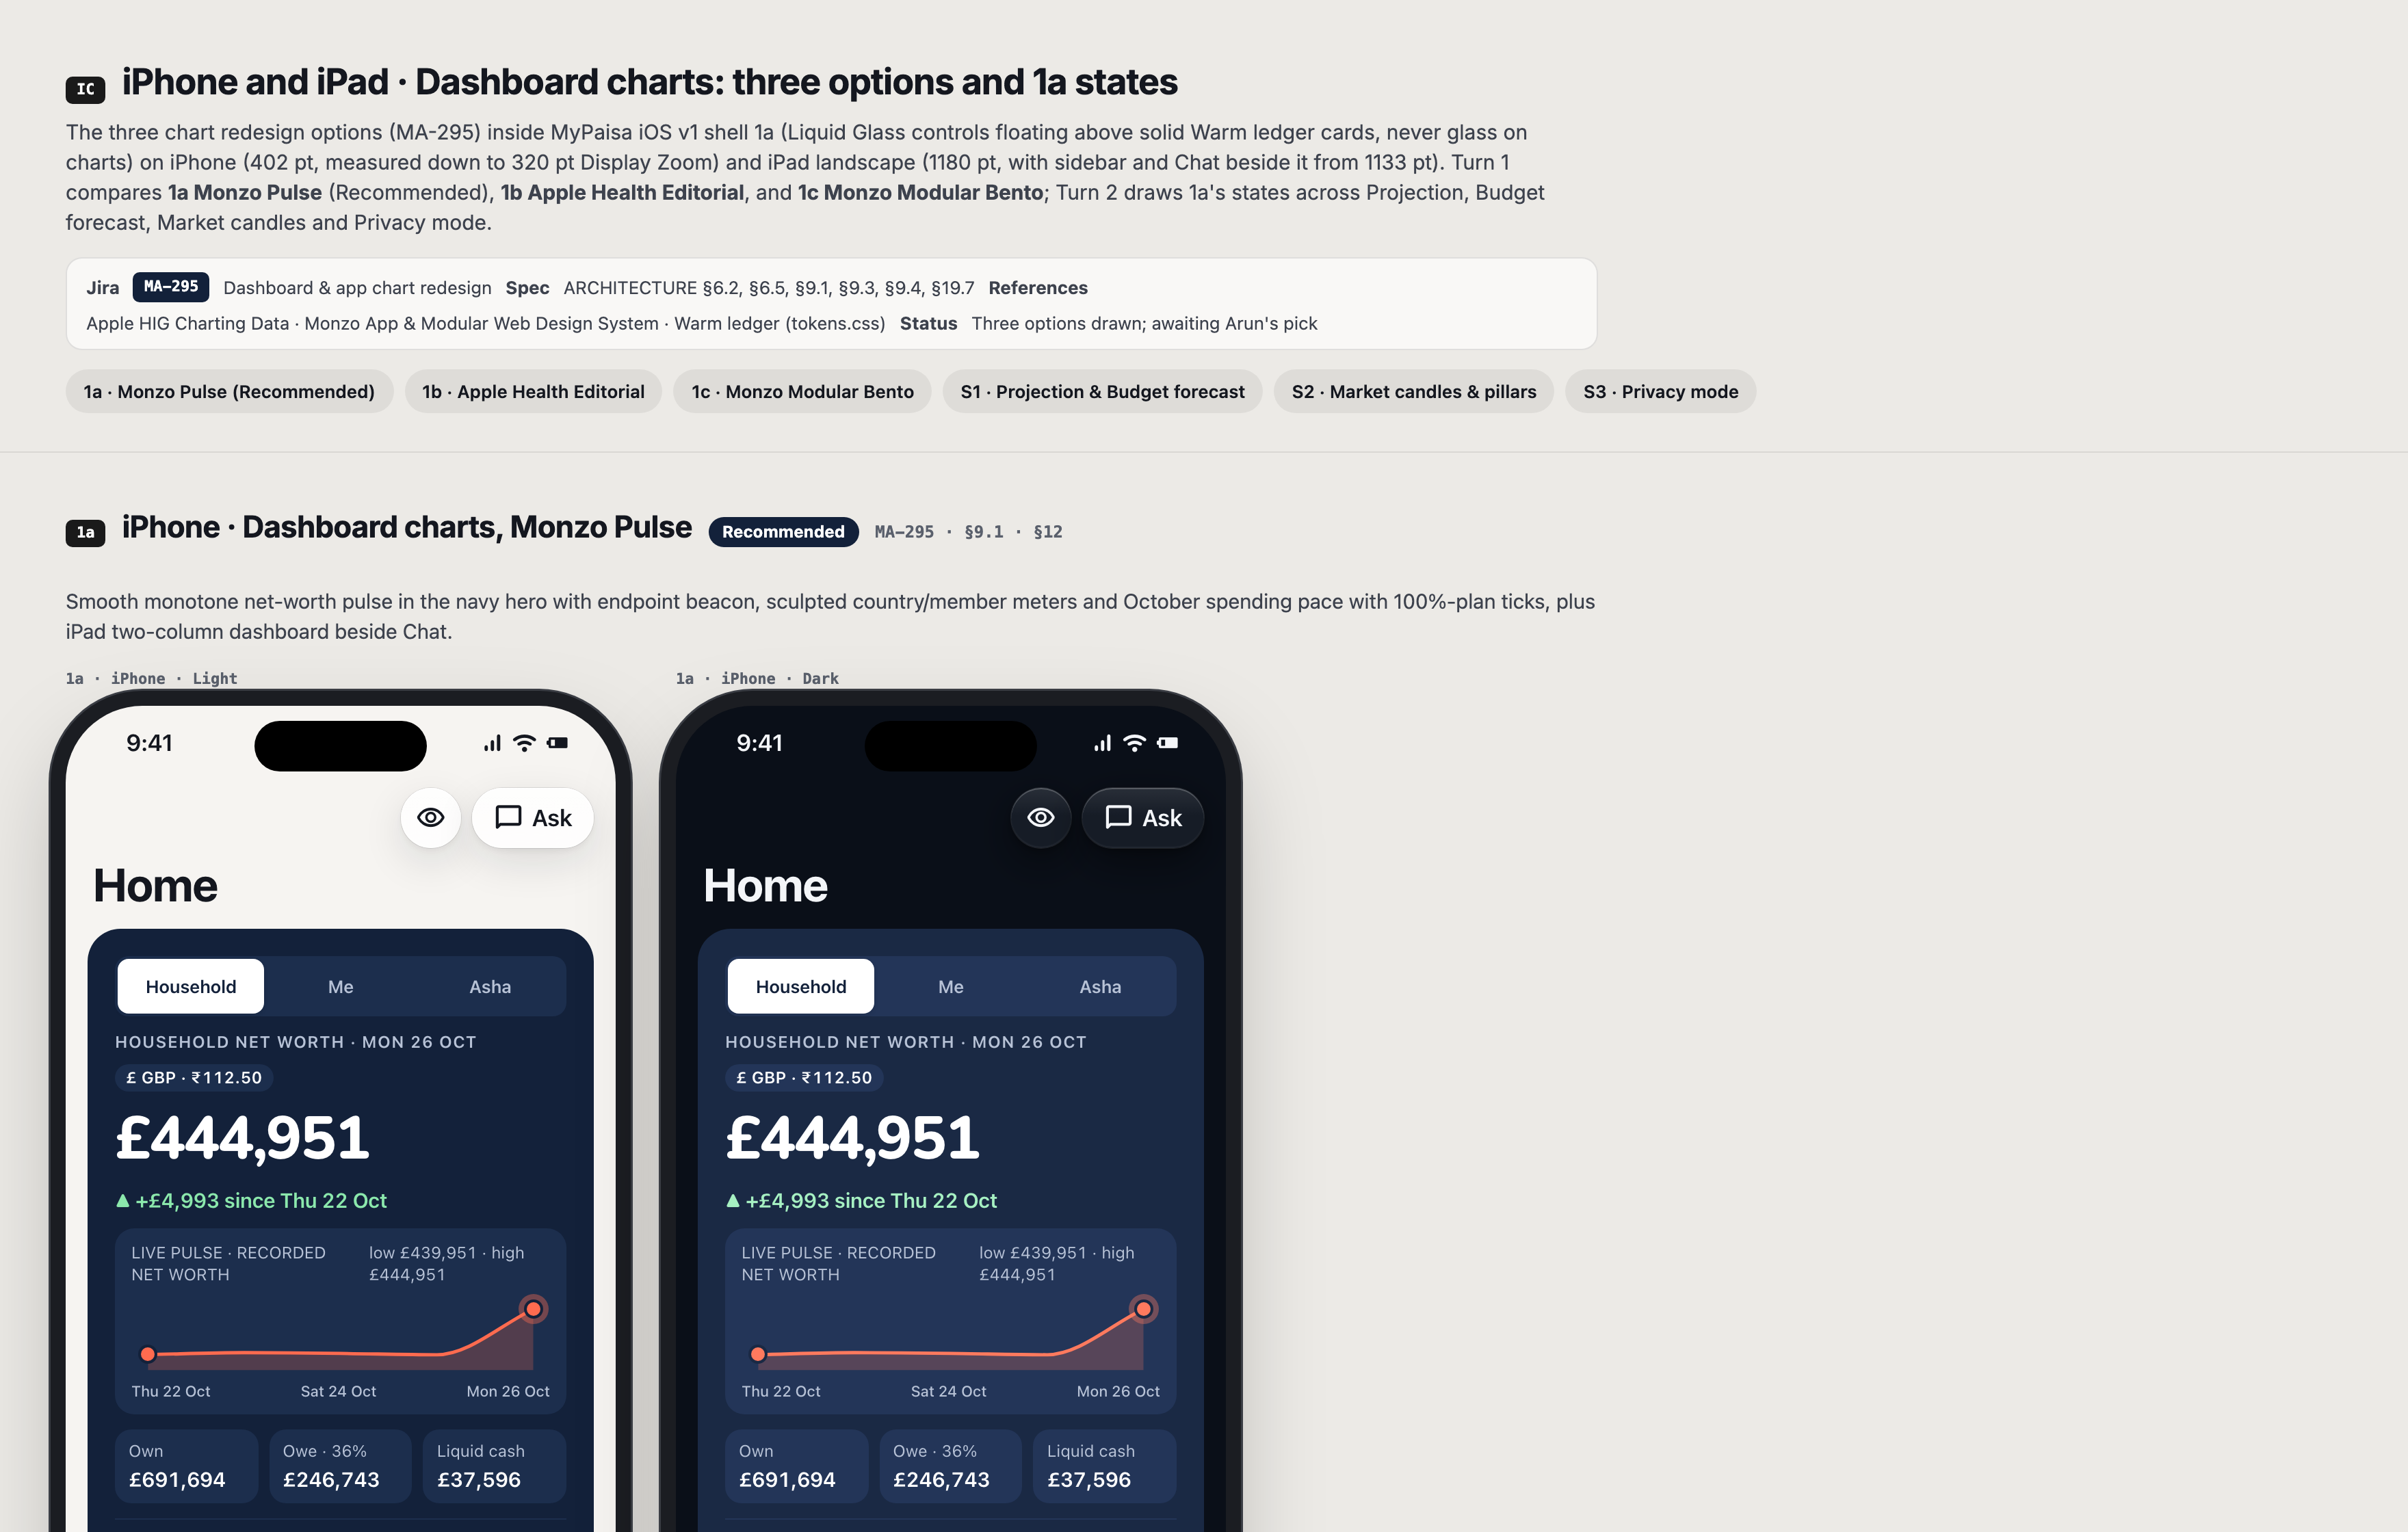 IC iPhone and iPad · Dashboard charts: three options and 1a states
The three chart redesign options (MA-295) inside MyPaisa iOS v1 shell 1a (Liquid Glass controls floating above solid Warm ledger cards, never glass on
charts) on iPhone (402 pt, measured down to 320 pt Display Zoom) and iPad landscape (1180 pt, with sidebar and Chat beside it from 1133 pt). Turn 1
compares 1a Monzo Pulse (Recommended), 1b Apple Health Editorial, and 1c Monzo Modular Bento; Turn 2 draws 1a's states across Projection, Budget
forecast, Market candles and Privacy mode.
Jira MA-295 Dashboard & app chart redesign Spec ARCHITECTURE §6.2, §6.5, §9.1, §9.3, §9.4, §19.7 References
Apple HIG Charting Data · Monzo App & Modular Web Design System · Warm ledger (tokens.css) Status Three options drawn; awaiting Arun's pick
1a · Monzo Pulse (Recommended) 1b · Apple Health Editorial 1c · Monzo Modular Bento S1 · Projection & Budget forecast S2 · Market candles & pillars S3 · Privacy mode
1a iPhone · Dashboard charts, Monzo Pulse Recommended MA-295 · §9.1 · §12
Smooth monotone net-worth pulse in the navy hero with endpoint beacon, sculpted country/member meters and October spending pace with 100%-plan ticks, plus
iPad two-column dashboard beside Chat.
1a · iPhone · Light
9:41
Ask
Home
Household Me Asha
HOUSEHOLD NET WORTH · MON 26 OCT
£ GBP · ₹112.50
£444,951
▲ +£4,993 since Thu 22 Oct
LIVE PULSE · RECORDED
NET WORTH
low £439,951 · high
£444,951
Thu 22 Oct Sat 24 Oct Mon 26 Oct
Own Owe · 36% Liquid cash
£691,694 £246,743 £37,596
1a · iPhone · Dark
9:41
Ask
Home
Household Me Asha
HOUSEHOLD NET WORTH · MON 26 OCT
£ GBP · ₹112.50
£444,951
▲ +£4,993 since Thu 22 Oct
LIVE PULSE · RECORDED
NET WORTH
low £439,951 · high
£444,951
Thu 22 Oct Sat 24 Oct Mon 26 Oct
Own Owe · 36% Liquid cash
£691,694 £246,743 £37,596